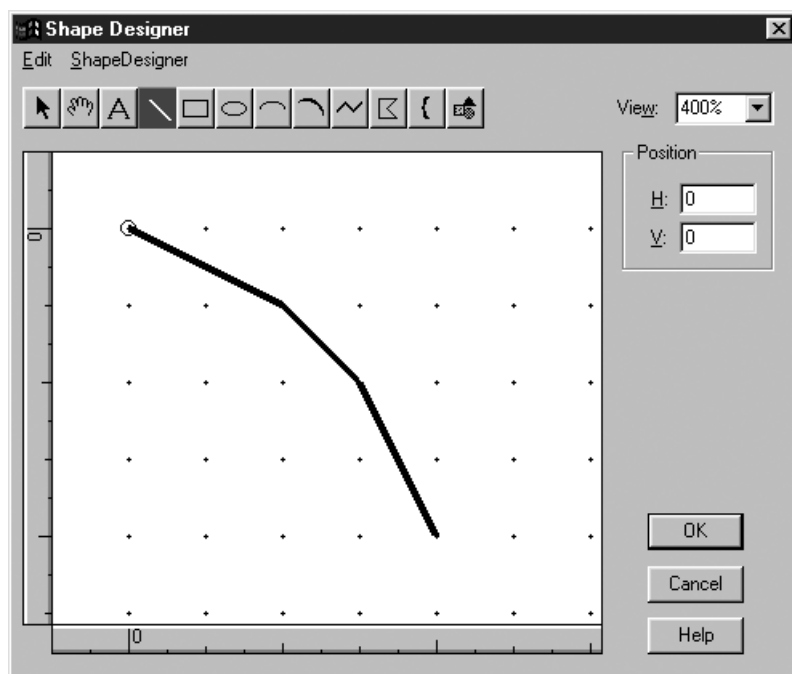 Shape Designer
Edit ShapeDesigner
A
View: 400%
Position
H: 0
V: 0
0
0
OK
Cancel
Help